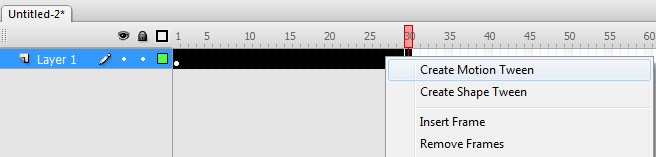 Untitled-2*
1 5 10 15 20 25 30 35 40 45 50 55 60
Layer 1
Create Motion Tween
Create Shape Tween
Insert Frame
Remove Frames